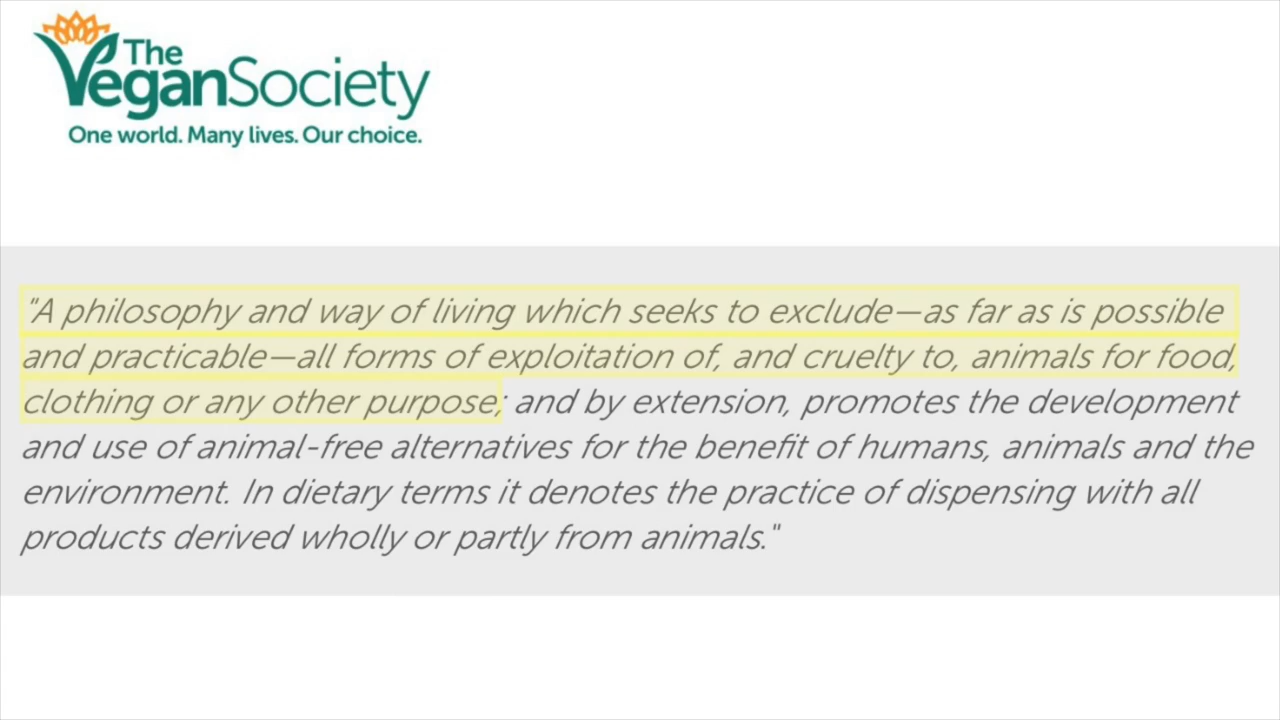 The
VeganSociety
One world. Many lives. Our choice.
"A philosophy and way of living which seeks to exclude—as far as is possible
and practicable—all forms of exploitation of, and cruelty to, animals for food,
clothing or any other purpose; and by extension, promotes the development
and use of animal-free alternatives for the benefit of humans, animals and the
environment. In dietary terms it denotes the practice of dispensing with all
products derived wholly or partly from animals."